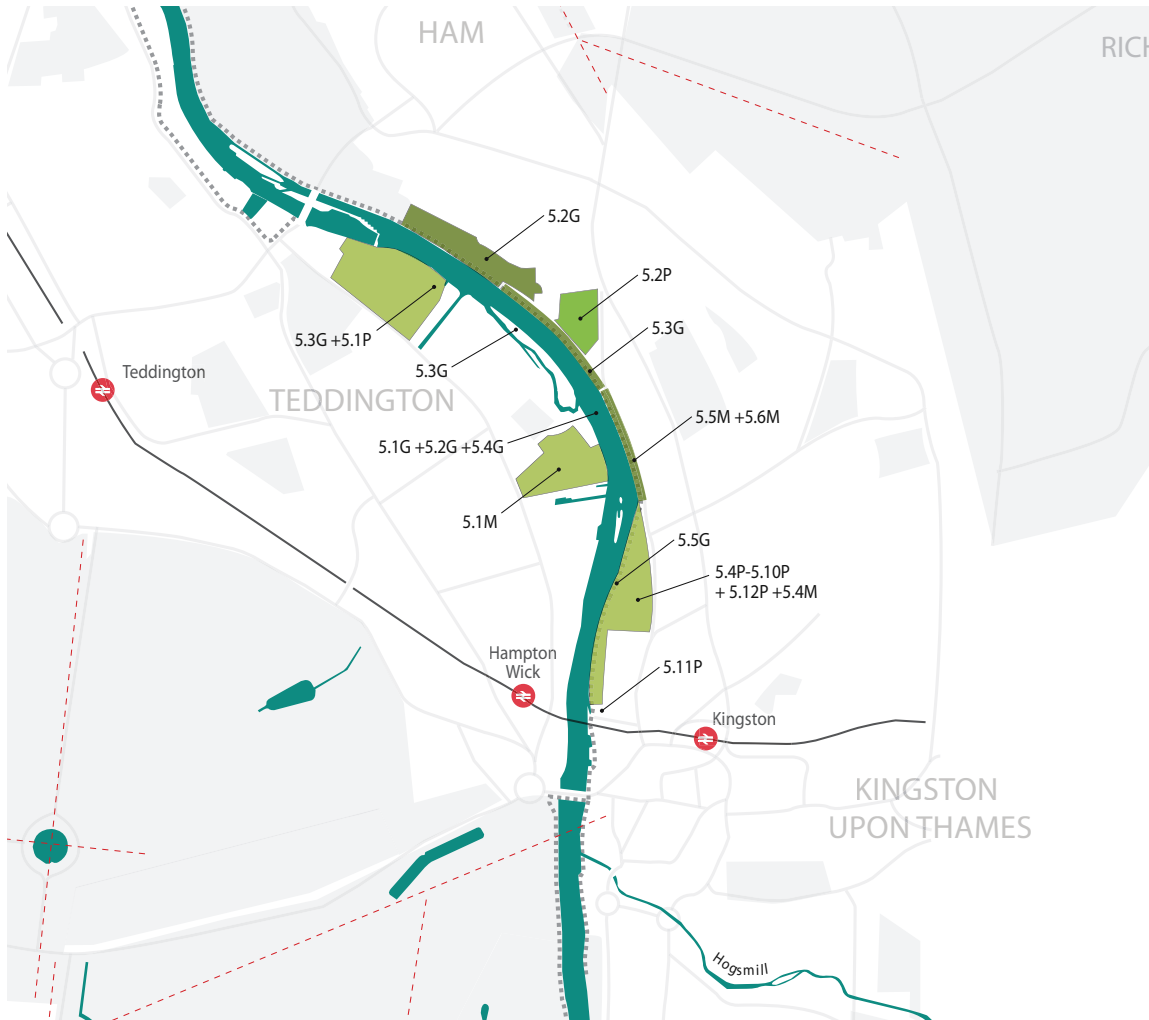 HAM
RICH
5.2G
5.2P
5.3G
5.3G +5.1P
5.3G
Teddington
TEDDINGTON
5.5M +5.6M
5.1G +5.2G +5.4G
5.1M
5.5G
5.4P-5.10P
+ 5.12P +5.4M
Hampton
Wick
5.11P
Kingston
KINGSTON
UPON THAMES
Hogsmill